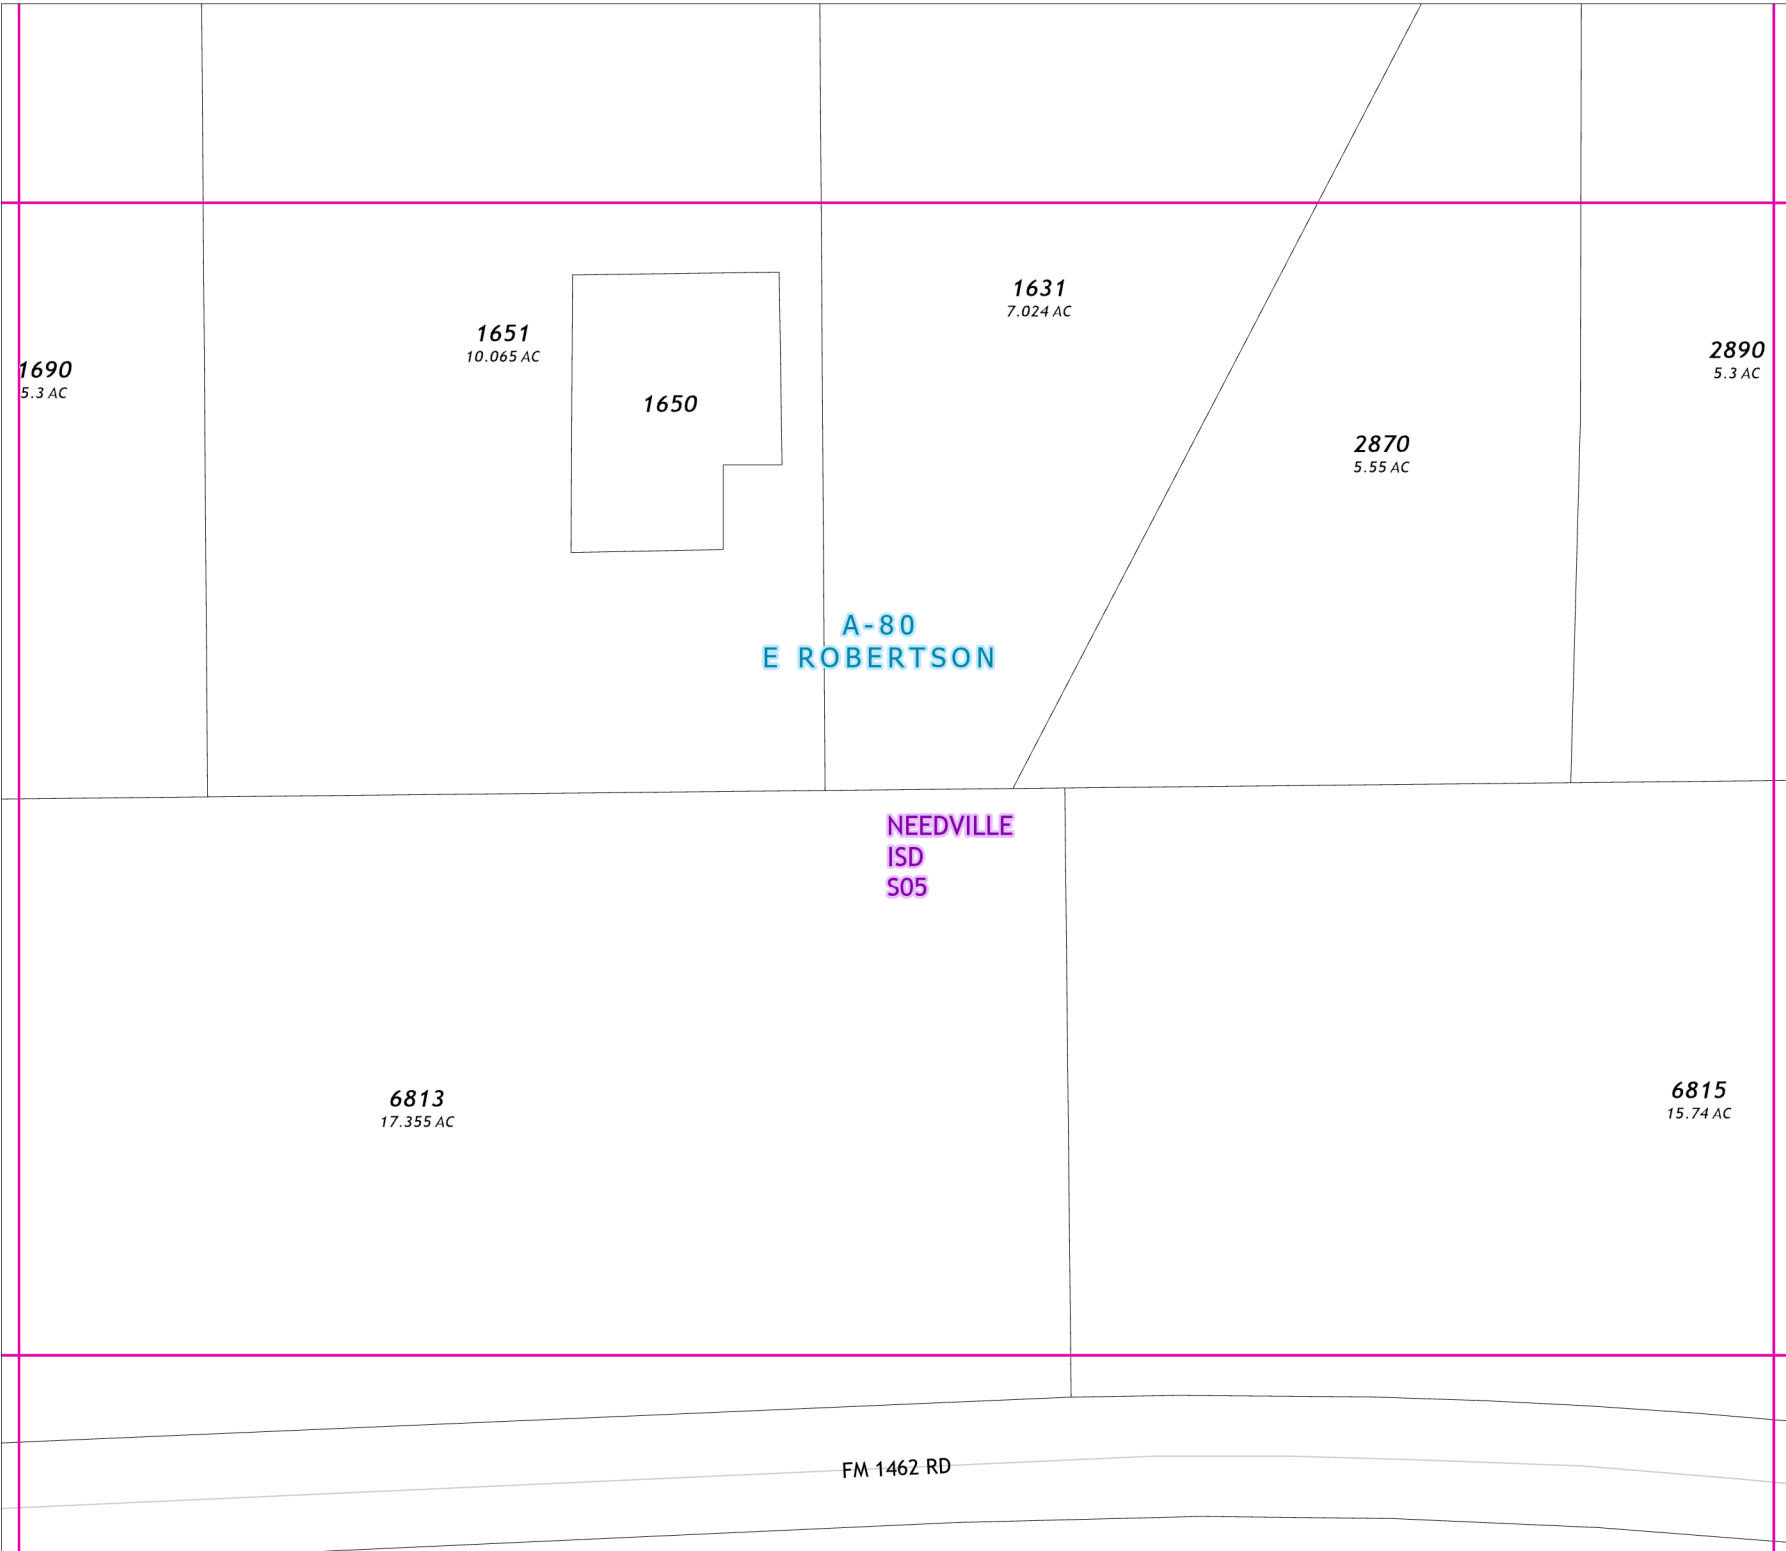 1631
7.024 AC
1651
10.065 AC
2890
5.3 AC
1690
5.3 AC
1650
2870
5.55 AC
A-80
E ROBERTSON
NEEDVILLE
ISD
S05
6815
15.74 AC
6813
17.355 AC
FM 1462 RD